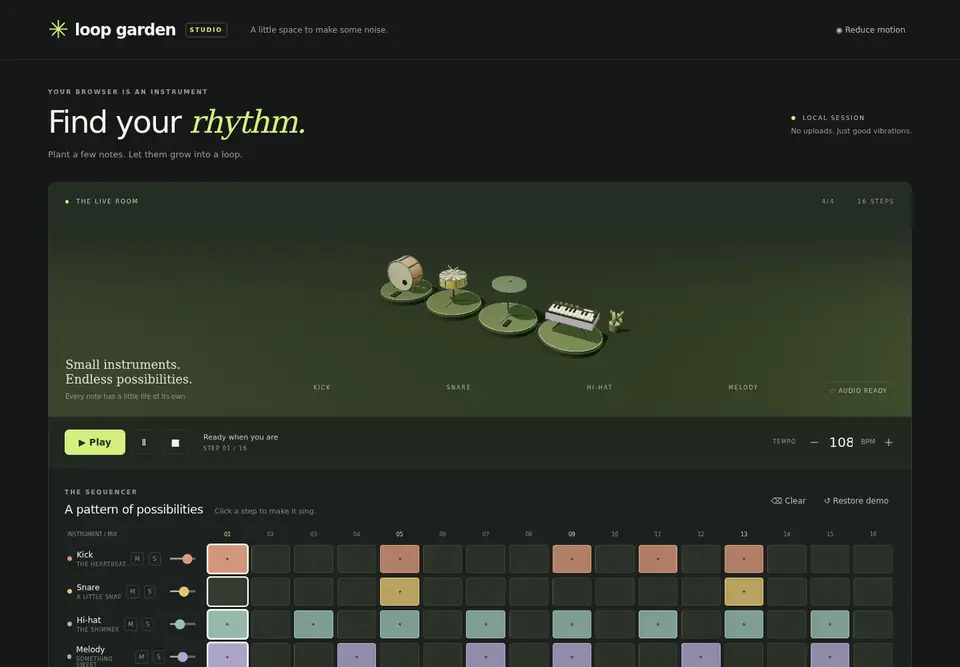 loop garden STUDIO A little space to make some noise. Reduce motion
YOUR BROWSER IS AN INSTRUMENT
Find your rhythm.
Plant a few notes. Let them grow into a loop.
LOCAL SESSION
No uploads. Just good vibrations.
THE LIVE ROOM 4/4 16 STEPS
Small instruments.
Endless possibilities.
Every note has a little life of its own.
KICK SNARE HI-HAT MELODY AUDIO READY
▶ Play Ready when you are
STEP 01 / 16
TEMPO − 108 BPM +
THE SEQUENCER
A pattern of possibilities Click a step to make it sing.
⌫ Clear ↺ Restore demo
INSTRUMENT / MIX 01 02 03 04 05 06 07 08 09 10 11 12 13 14 15 16
Kick
THE HEARTBEAT M S
Snare
A LITTLE SNAP M S
Hi-hat
THE SHIMMER M S
Melody
SOMETHING SWEET M S